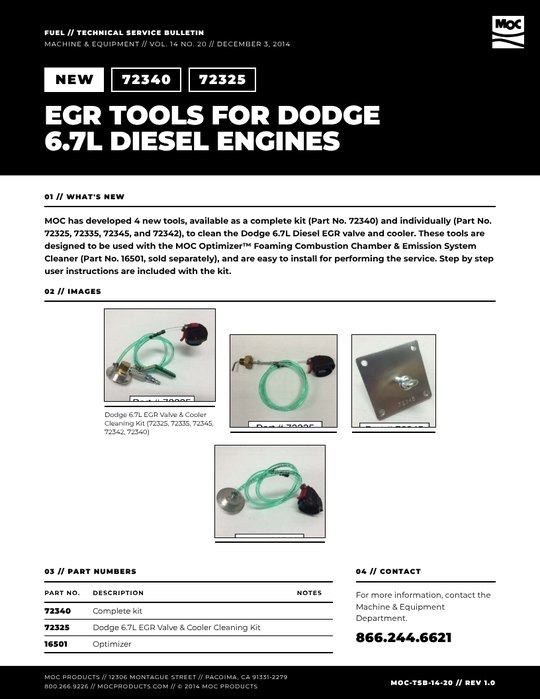 MOC
FUEL // TECHNICAL SERVICE BULLETIN
MACHINE & EQUIPMENT // VOL. 14 NO. 20 // DECEMBER 3, 2014
NEW 72340 72325
EGR TOOLS FOR DODGE
6.7L DIESEL ENGINES
01 // WHAT'S NEW
MOC has developed 4 new tools, available as a complete kit (Part No. 72340) and individually (Part No.
72325, 72335, 72345, and 72342), to clean the Dodge 6.7L Diesel EGR valve and cooler. These tools are
designed to be used with the MOC Optimizer™ Foaming Combustion Chamber & Emission System
Cleaner (Part No. 16501, sold separately), and are easy to install for performing the service. Step by step
user instructions are included with the kit.
02 // IMAGES
Dodge 6.7L EGR Valve & Cooler
Cleaning Kit (72325, 72335, 72345,
72342, 72340)
03 // PART NUMBERS
PART NO. DESCRIPTION NOTES
72340 Complete kit
72325 Dodge 6.7L EGR Valve & Cooler Cleaning Kit
16501 Optimizer
04 // CONTACT
For more information, contact the
Machine & Equipment
Department.
866.244.6621
MOC PRODUCTS // 12306 MONTAGUE STREET // PACOIMA, CA 91331-2279
800.266.9226 // MOCPRODUCTS.COM // © 2014 MOC PRODUCTS
MOC-TSB-14-20 // REV 1.0